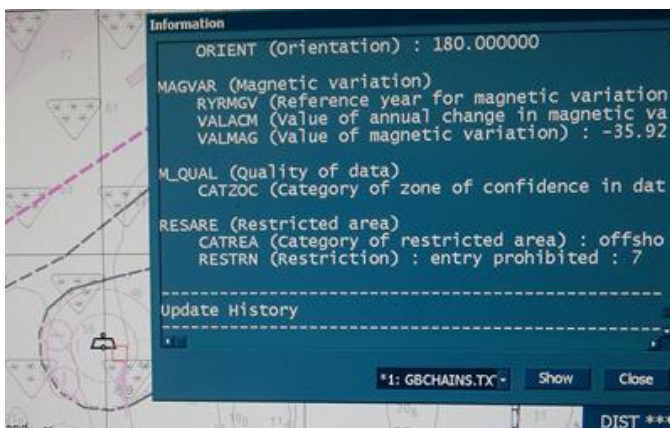 Information
ORIENT (Orientation) : 180.000000
MAGVAR (Magnetic variation)
RYRMGV (Reference year for magnetic variation
VALACM (Value of annual change in magnetic va
VALMAG (Value of magnetic variation) : -35.92
M_QUAL (Quality of data)
CATZOC (Category of zone of confidence in dat
RESARE (Restricted area)
CATREA (Category of restricted area) : offsho
RESTRN (Restriction) : entry prohibited : 7
Update History
*1: GBCHAINS.TX
Show
Close
DIST ***